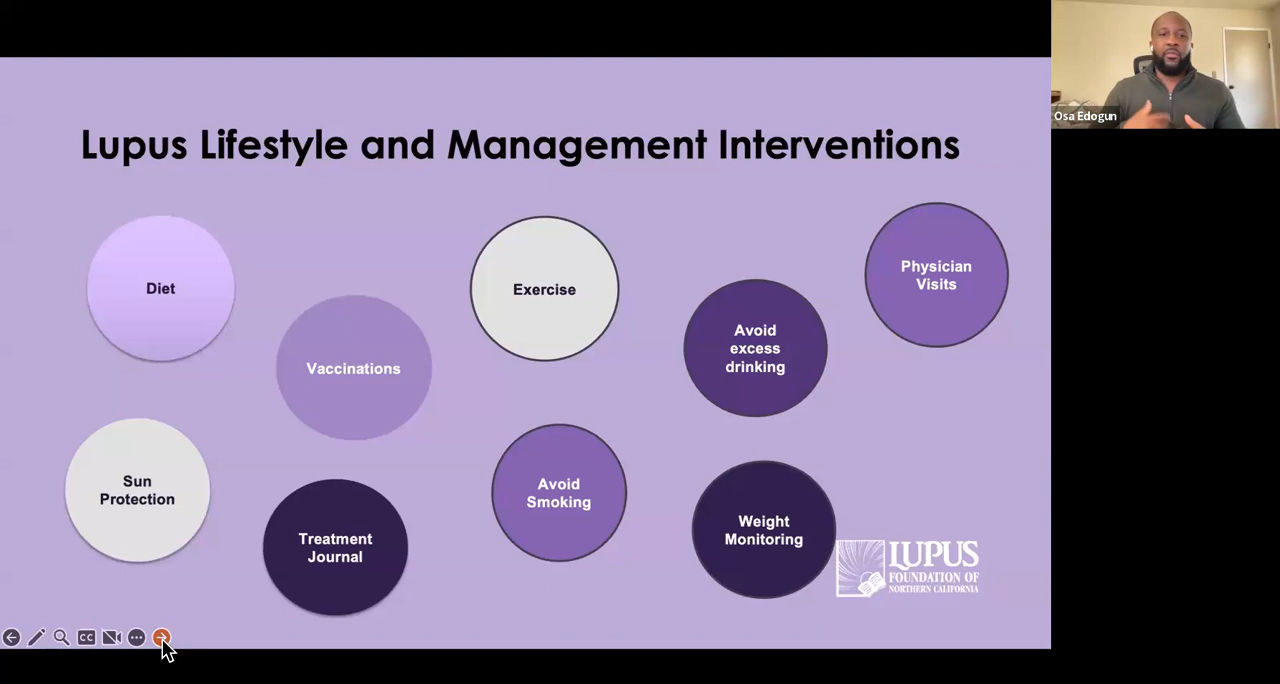 Osa Edogun
Lupus Lifestyle and Management Interventions
Diet
Vaccinations
Exercise
Avoid
excess
drinking
Physician
Visits
Sun
Protection
Treatment
Journal
Avoid
Smoking
Weight
Monitoring
LUPUS
FOUNDATION OF
NORTHERN CALIFORNIA
CC